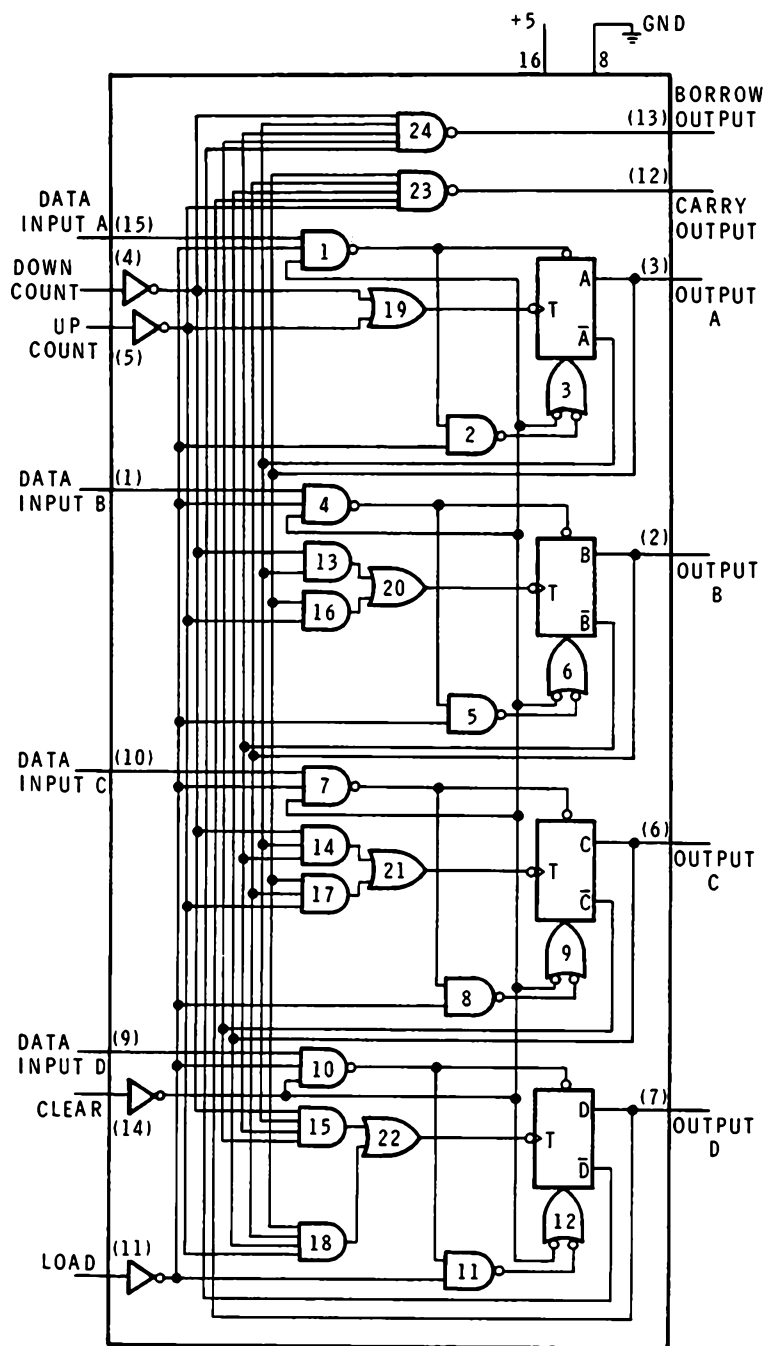 +5
GND
16
8
BORROW
OUTPUT
(13)
24
(12)
CARRY
OUTPUT
23
DATA
INPUT A
(15)
1
(4)
DOWN
COUNT
UP
COUNT
(5)
19
T
A
A̅
(3)
OUTPUT
A
3
2
DATA
INPUT B
(1)
4
13
16
20
T
B
B̅
(2)
OUTPUT
B
6
5
DATA
INPUT C
(10)
7
14
17
21
T
C
C̅
(6)
OUTPUT
C
9
8
DATA
INPUT D
(9)
10
CLEAR
(14)
15
22
T
D
D̅
(7)
OUTPUT
D
18
12
11
LOAD
(11)